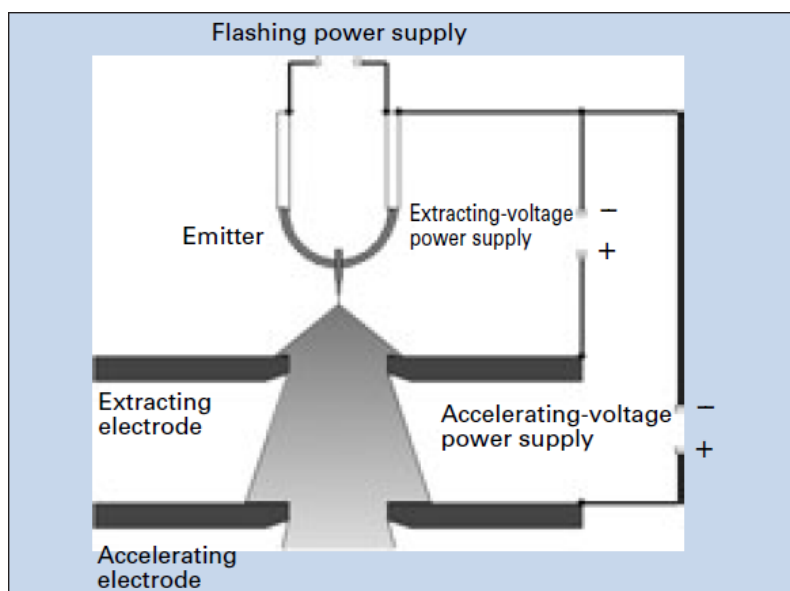 Flashing power supply
Emitter
Extracting-voltage
power supply
−
+
Extracting
electrode
Accelerating-voltage
power supply
−
+
Accelerating
electrode